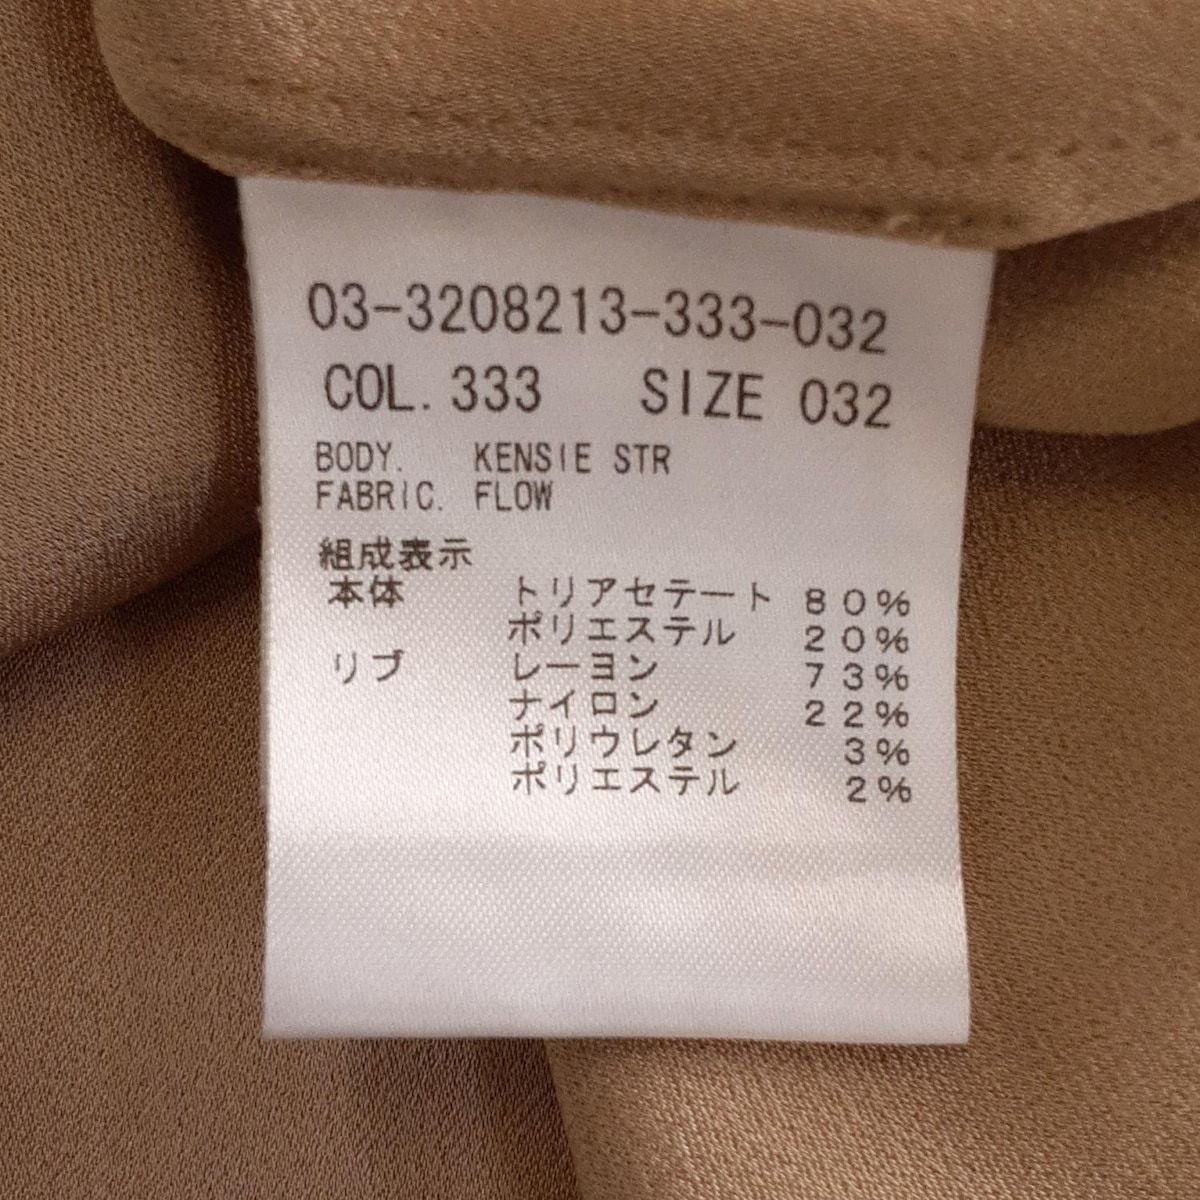 03-3208213-333-032
COL. 333 SIZE 032
BODY. KENSIE STR
FABRIC. FLOW
組成表示
本体 トリアセテート 80%
ポリエステル 20%
リブ レーヨン 73%
ナイロン 22%
ポリウレタン 3%
ポリエステル 2%